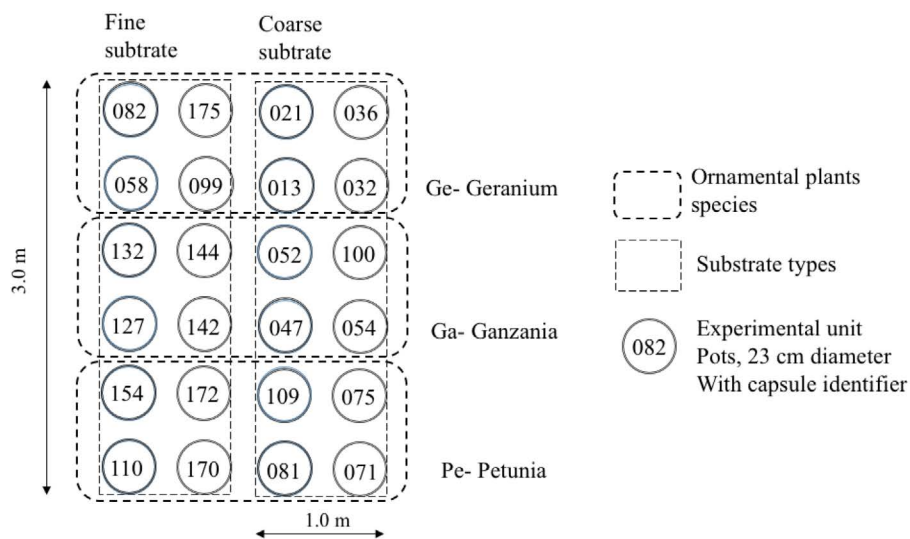 Fine
subtrate
Coarse
subtrate
082 175 021 036
058 099 013 032
Ge- Geranium
132 144 052 100
127 142 047 054
Ga- Ganzania
154 172 109 075
110 170 081 071
Pe- Petunia
3.0 m
1.0 m
Ornamental plants
species
Substrate types
082
Experimental unit
Pots, 23 cm diameter
With capsule identifier